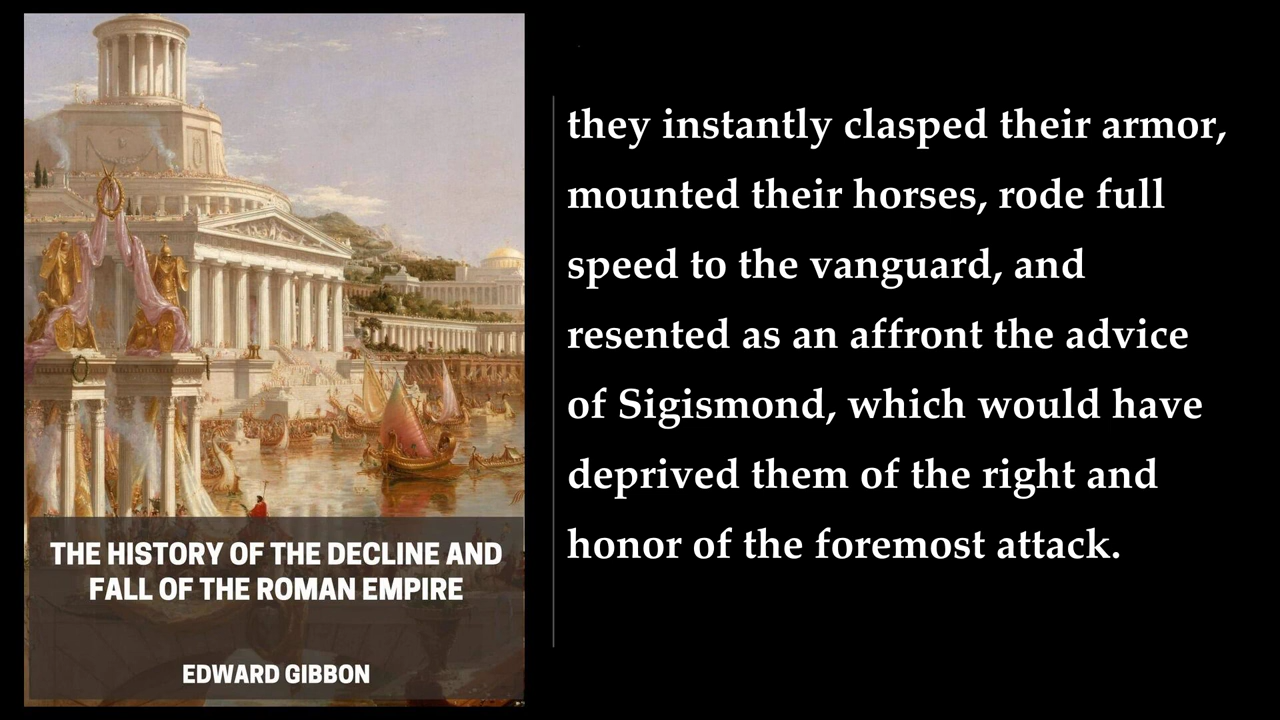 THE HISTORY OF THE DECLINE AND
FALL OF THE ROMAN EMPIRE
EDWARD GIBBON
they instantly clasped their armor,
mounted their horses, rode full
speed to the vanguard, and
resented as an affront the advice
of Sigismond, which would have
deprived them of the right and
honor of the foremost attack.